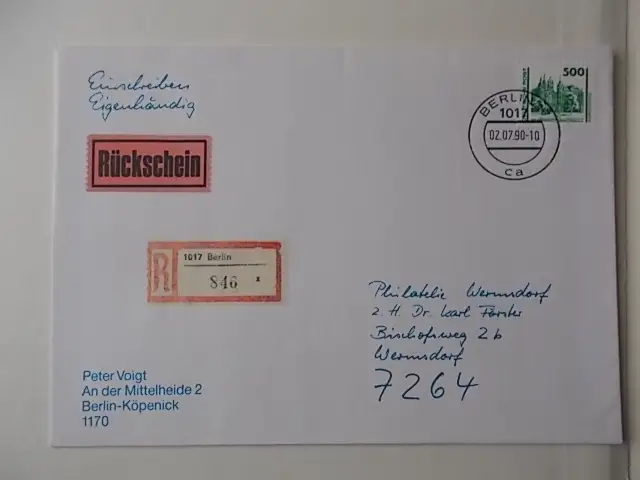 Einschreiben
Eigenhändig
Rückschein
POST
500
BERLIN
1017
02.07.90-10
ca
R
1017 Berlin
846 x
Philatelie Wermsdorf
z. H. Dr. Karl Förster
Bischofsweg 2b
Wermsdorf
7264
Peter Voigt
An der Mittelheide 2
Berlin-Köpenick
1170